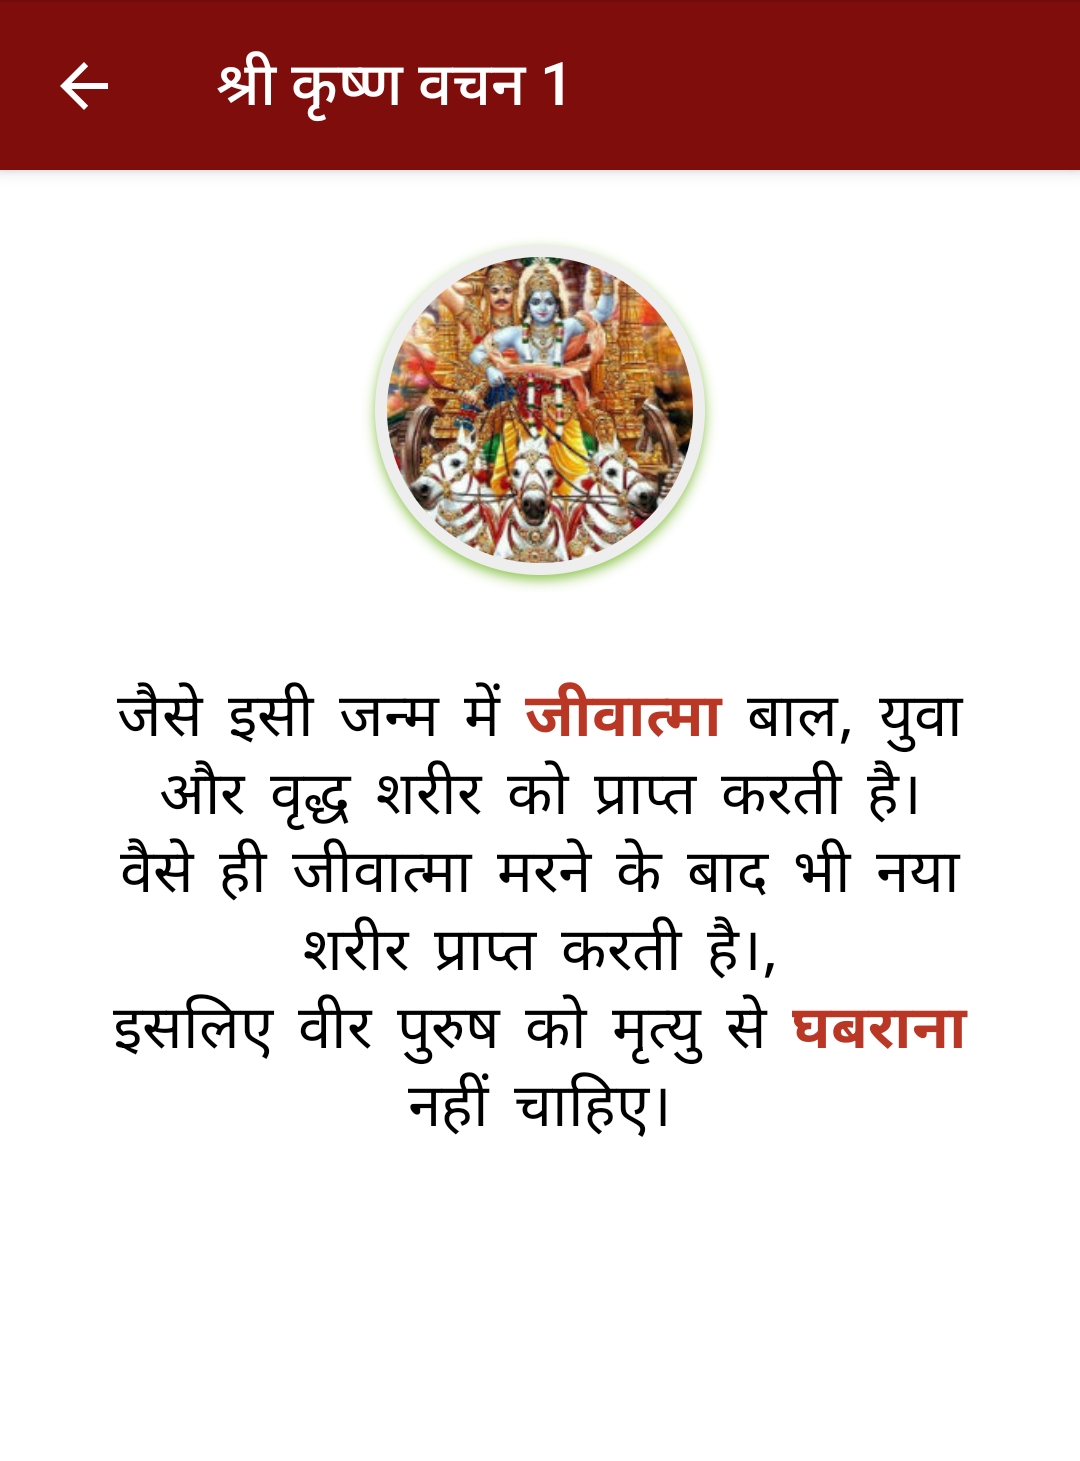 श्री कृष्ण वचन 1
जैसे इसी जन्म में जीवात्मा बाल, युवा
और वृद्ध शरीर को प्राप्त करती है।
वैसे ही जीवात्मा मरने के बाद भी नया
शरीर प्राप्त करती है।,
इसलिए वीर पुरुष को मृत्यु से घबराना
नहीं चाहिए।